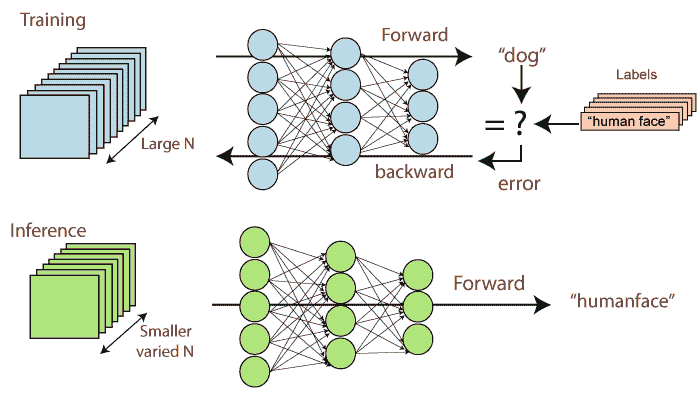 Training
Forward
"dog"
Labels
= ?
"human face"
Large N
backward
error
Inference
Forward
"humanface"
Smaller
varied N